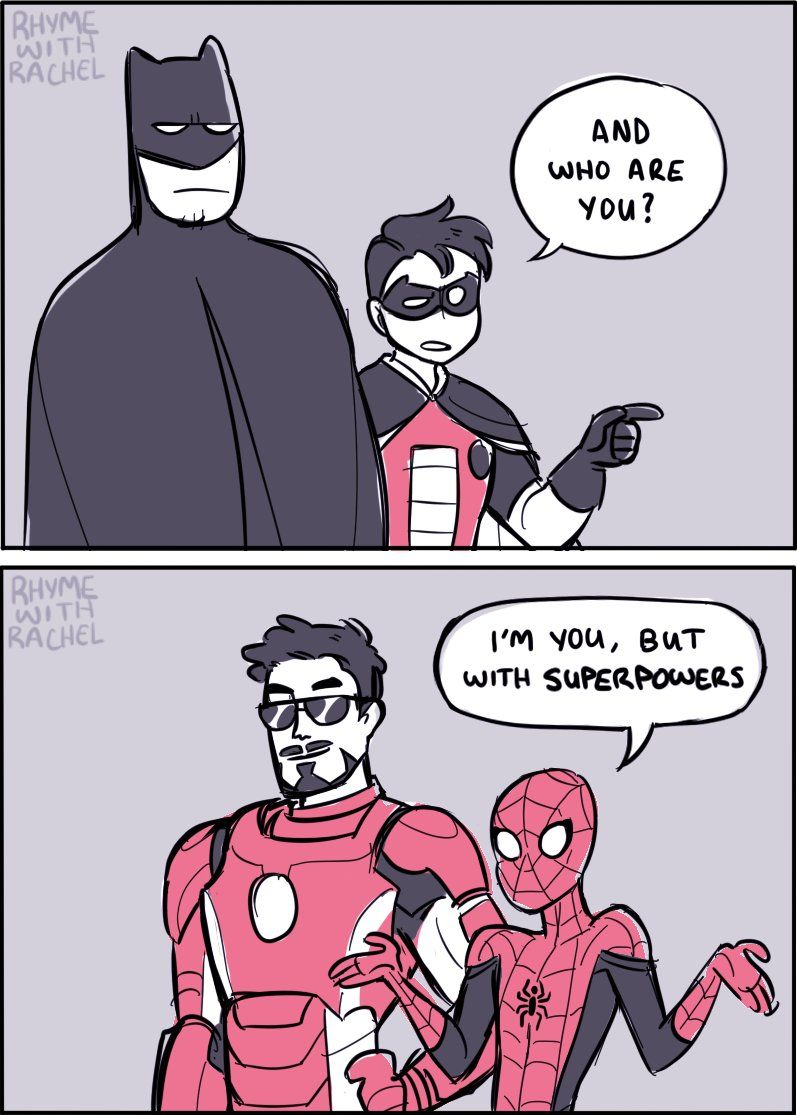 RHYME
WITH
RACHEL
AND
WHO ARE
YOU?
RHYME
WITH
RACHEL
I'M YOU, BUT
WITH SUPERPOWERS